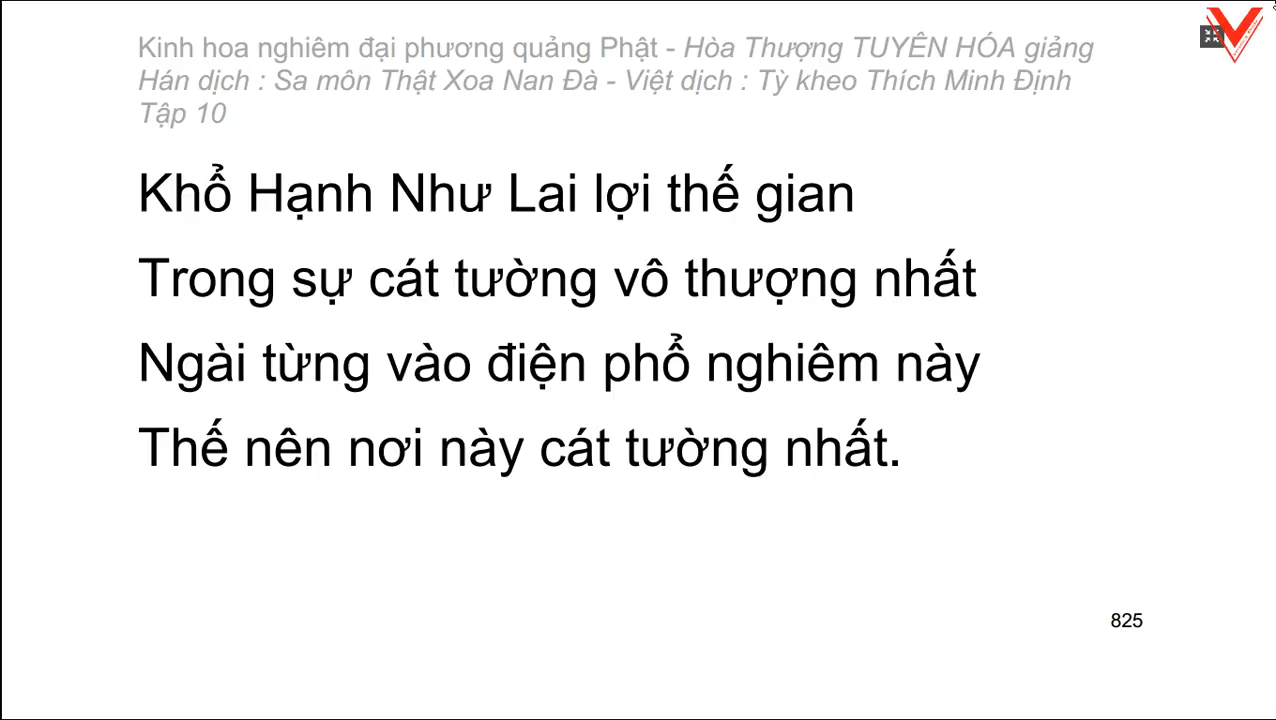 Kinh hoa nghiêm đại phương quảng Phật - Hòa Thượng TUYÊN HÓA giảng
Hán dịch : Sa môn Thật Xoa Nan Đà - Việt dịch : Tỳ kheo Thích Minh Định
Tập 10
Khổ Hạnh Như Lai lợi thế gian
Trong sự cát tường vô thượng nhất
Ngài từng vào điện phổ nghiêm này
Thế nên nơi này cát tường nhất.
825